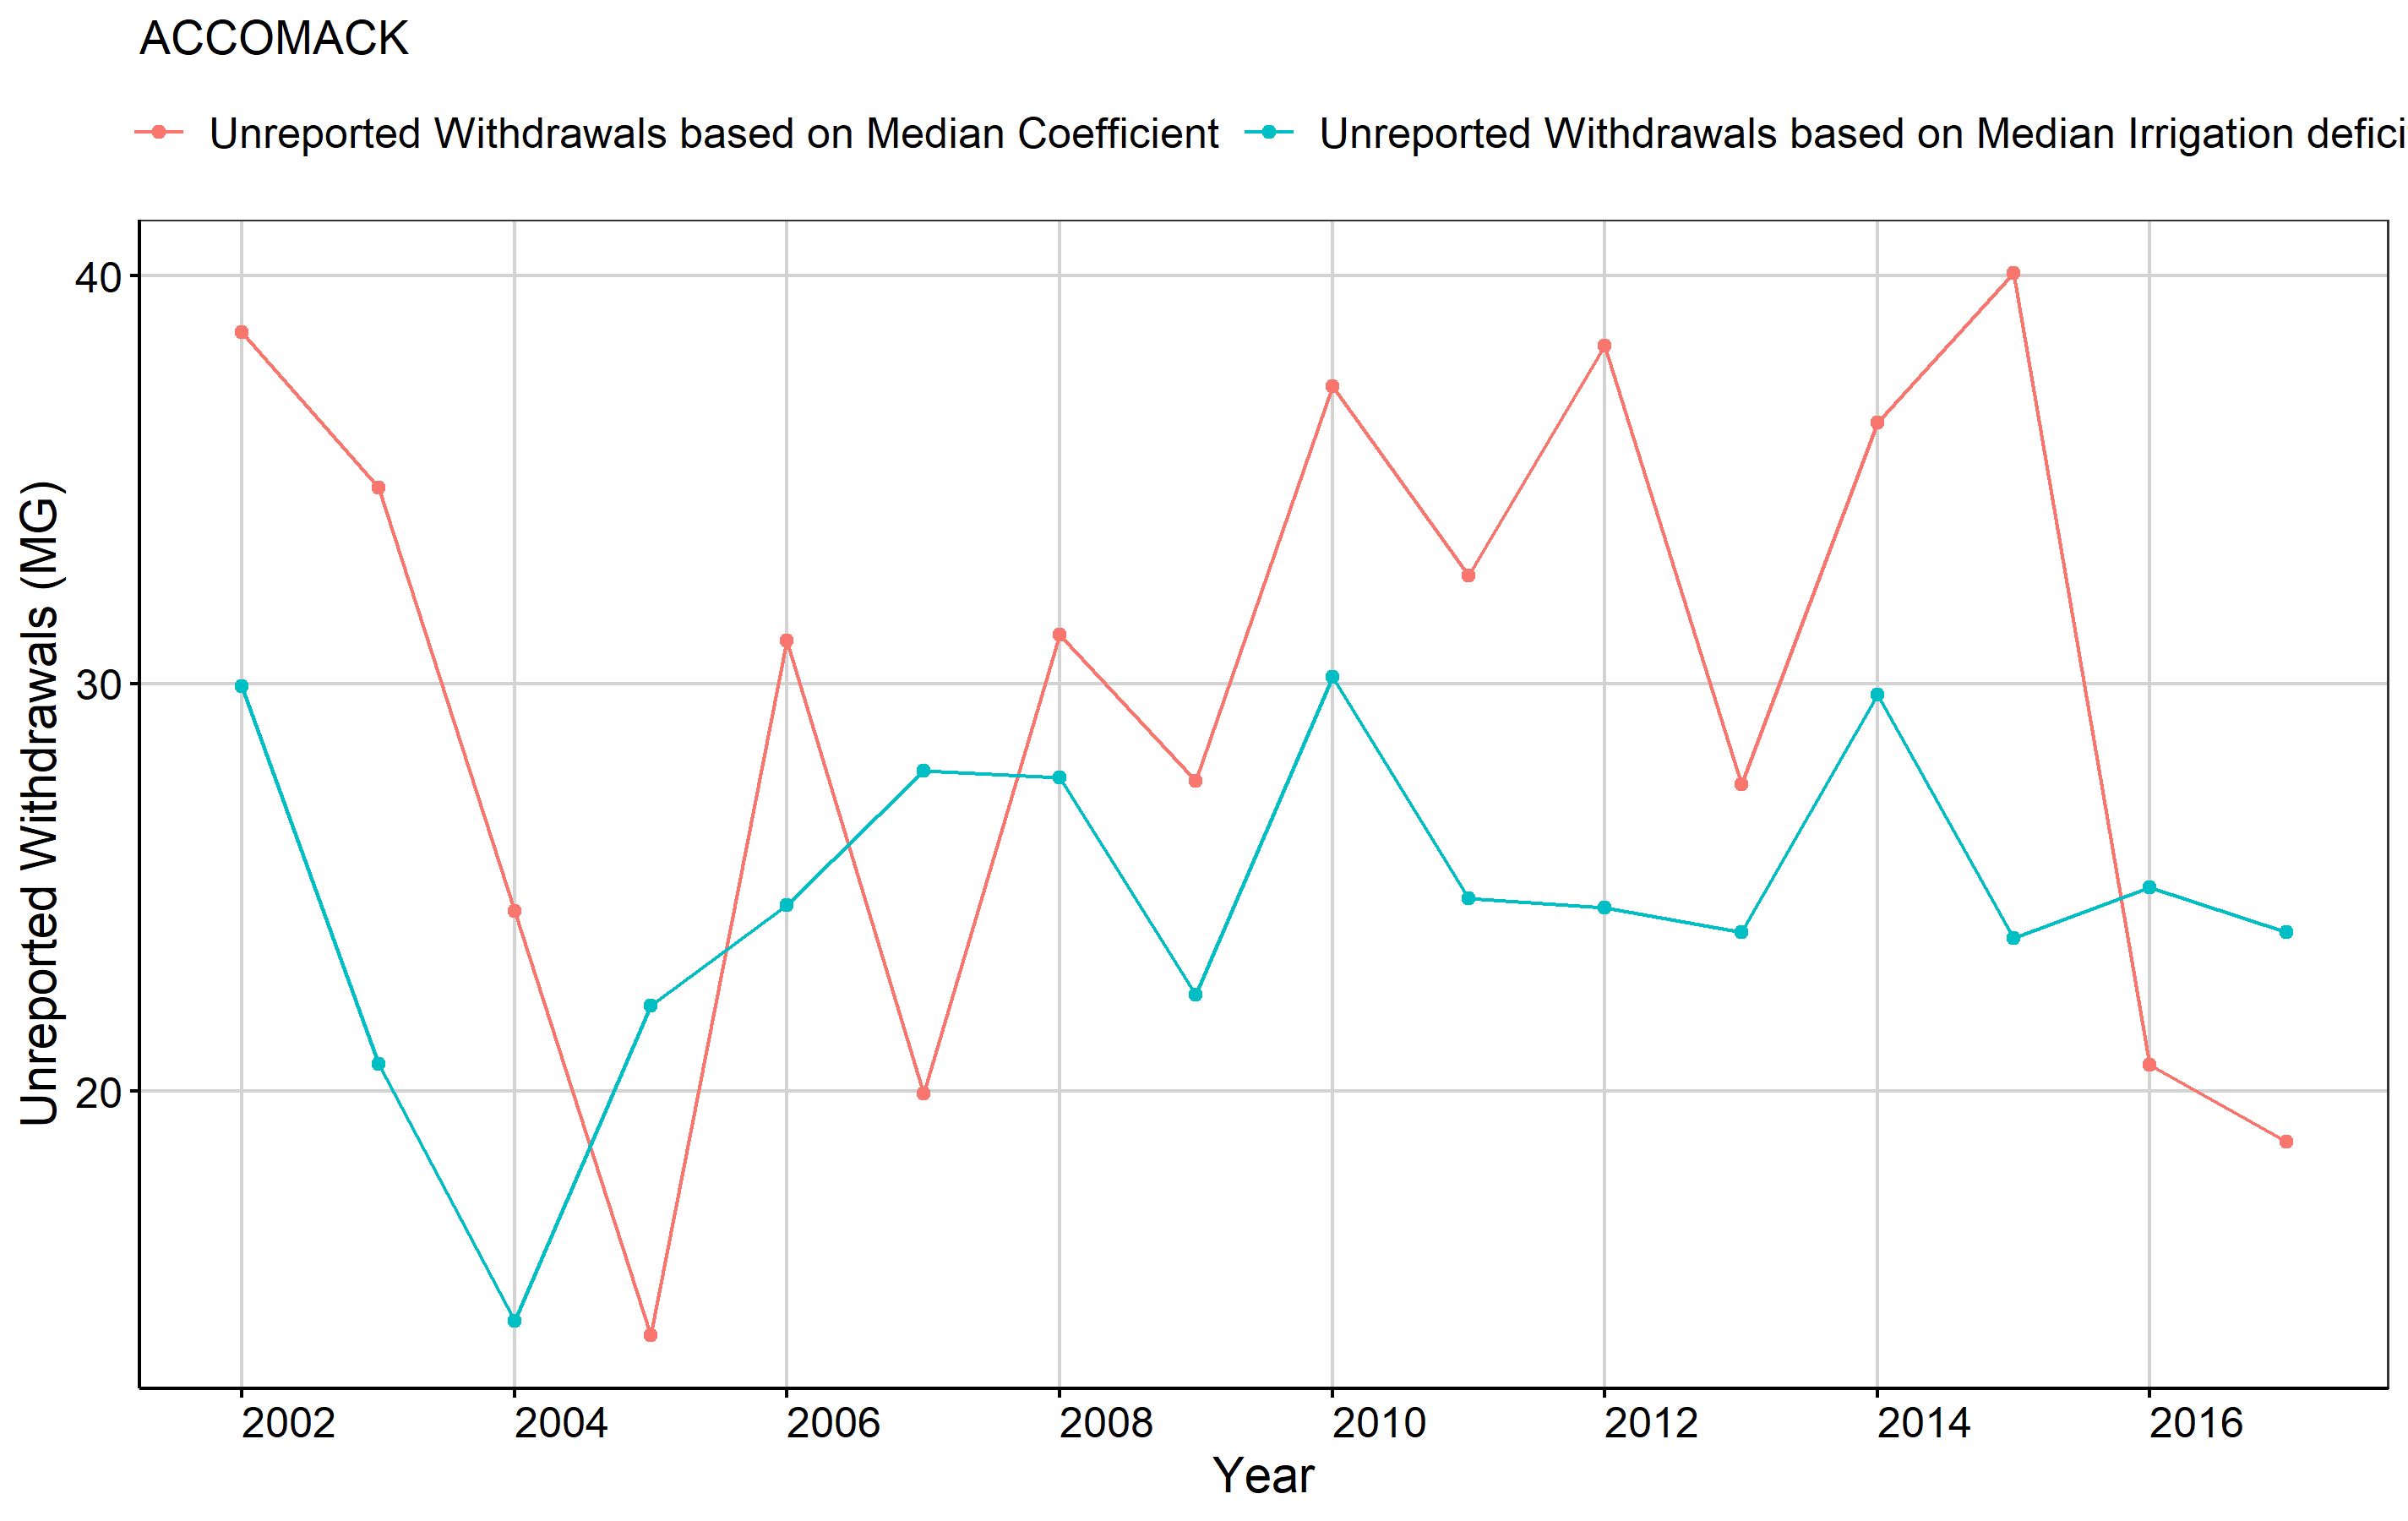 ACCOMACK
Unreported Withdrawals based on Median Coefficient Unreported Withdrawals based on Median Irrigation defici
Unreported Withdrawals (MG)
40
30
20
2002 2004 2006 2008 2010 2012 2014 2016
Year